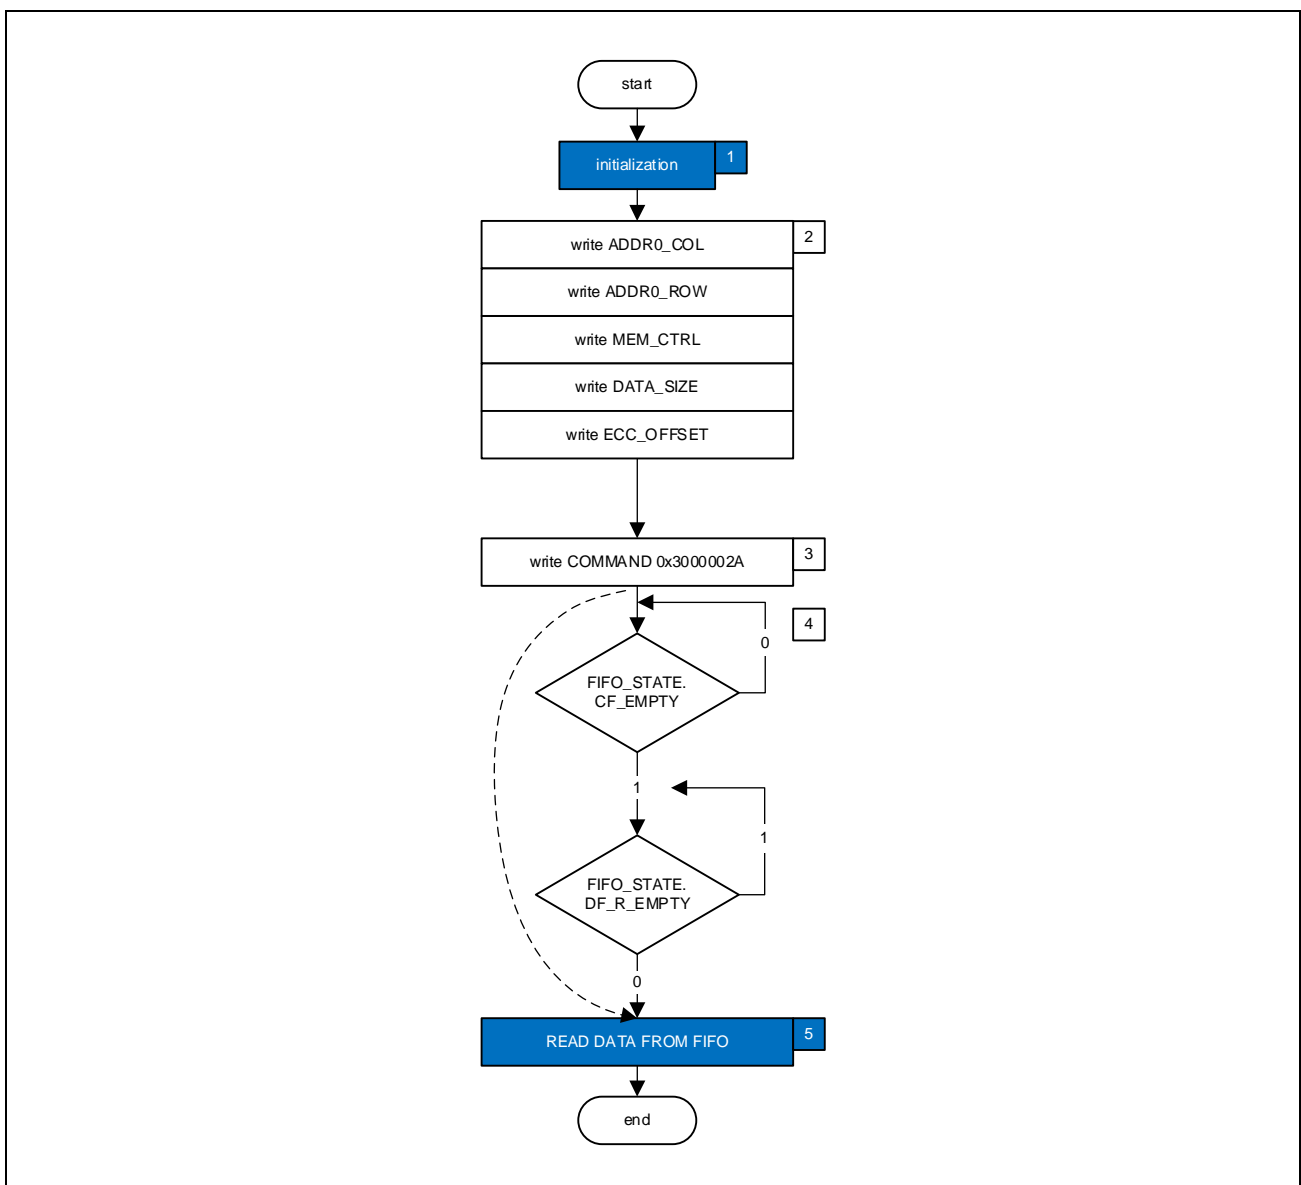 start
initialization
1
write ADDR0_COL
2
write ADDR0_ROW
write MEM_CTRL
write DATA_SIZE
write ECC_OFFSET
write COMMAND 0x3000002A
3
4
0
FIFO_STATE.
CF_EMPTY
1
1
FIFO_STATE.
DF_R_EMPTY
0
READ DATA FROM FIFO
5
end